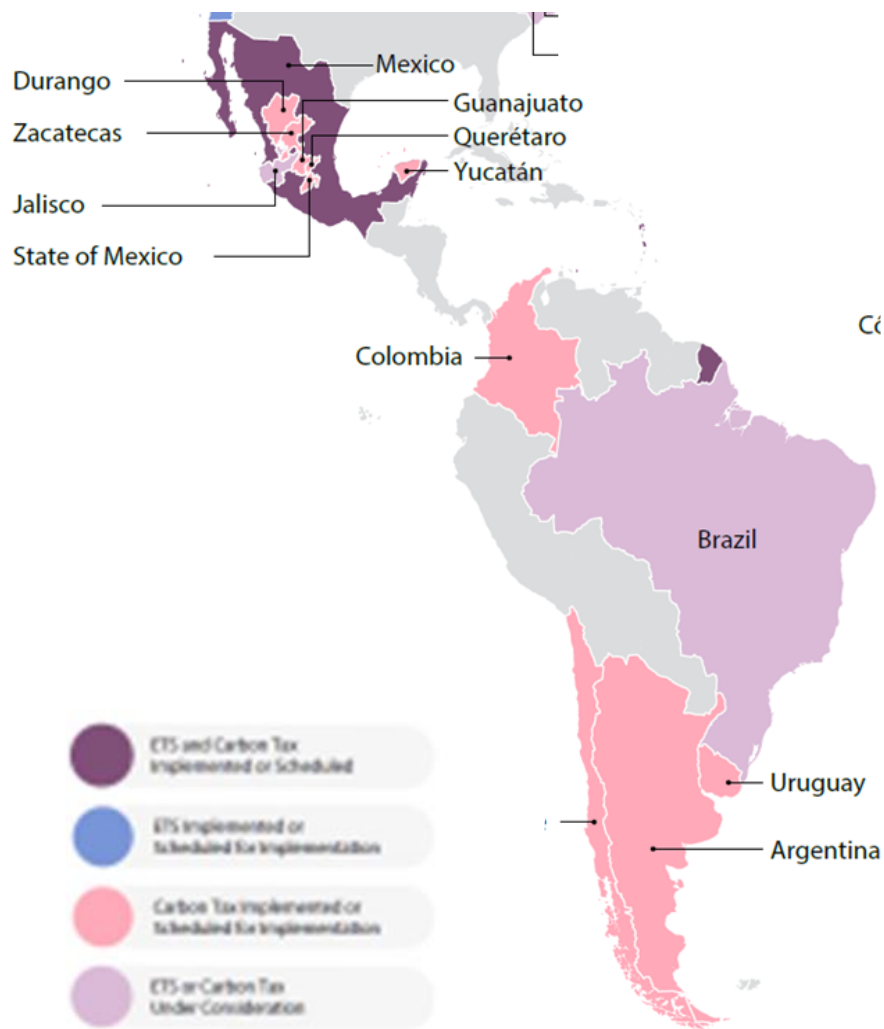 Mexico
Durango
Guanajuato
Zacatecas
Querétaro
Yucatán
Jalisco
State of Mexico
Cô
Colombia
Brazil
ETS and Carbon Tax
Implemented or Scheduled
Uruguay
ETS Implemented or
Scheduled for Implementation
Argentina
Carbon Tax Implemented or
Scheduled for Implementation
ETS or Carbon Tax
Under Consideration